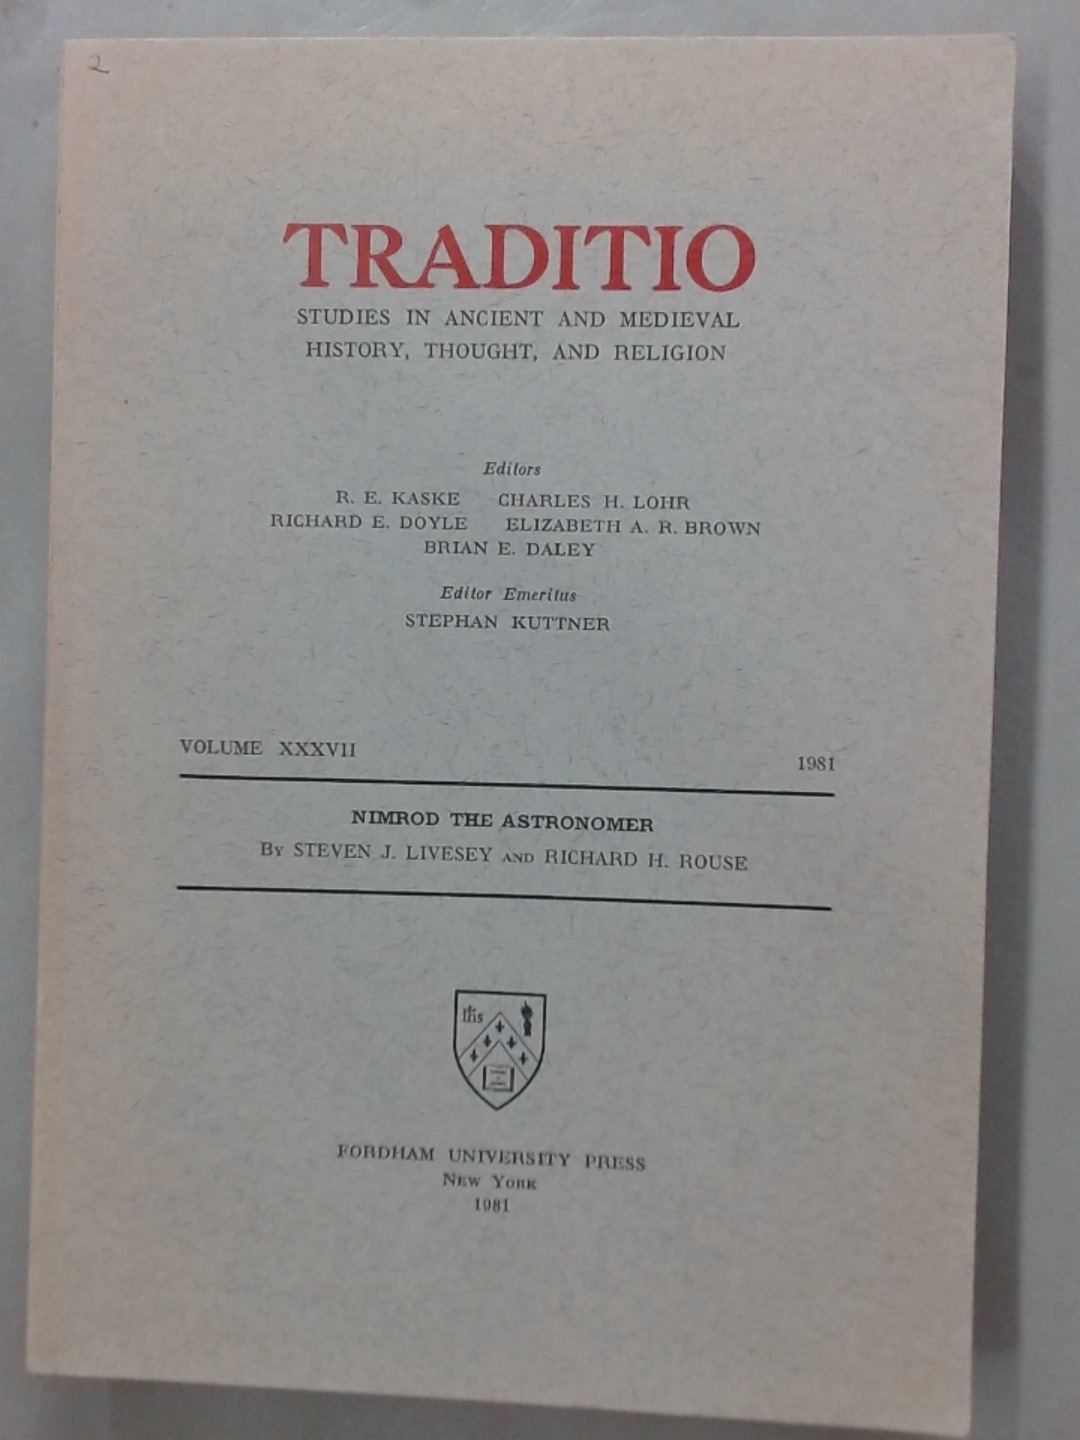 2
TRADITIO
STUDIES IN ANCIENT AND MEDIEVAL
HISTORY, THOUGHT, AND RELIGION
Editors
R. E. KASKE CHARLES H. LOHR
RICHARD E. DOYLE ELIZABETH A. R. BROWN
BRIAN E. DALEY
Editor Emeritus
STEPHAN KUTTNER
VOLUME XXXVII 1981
NIMROD THE ASTRONOMER
By STEVEN J. LIVESEY AND RICHARD H. ROUSE
ihs
FORDHAM UNIVERSITY PRESS
NEW YORK
1981